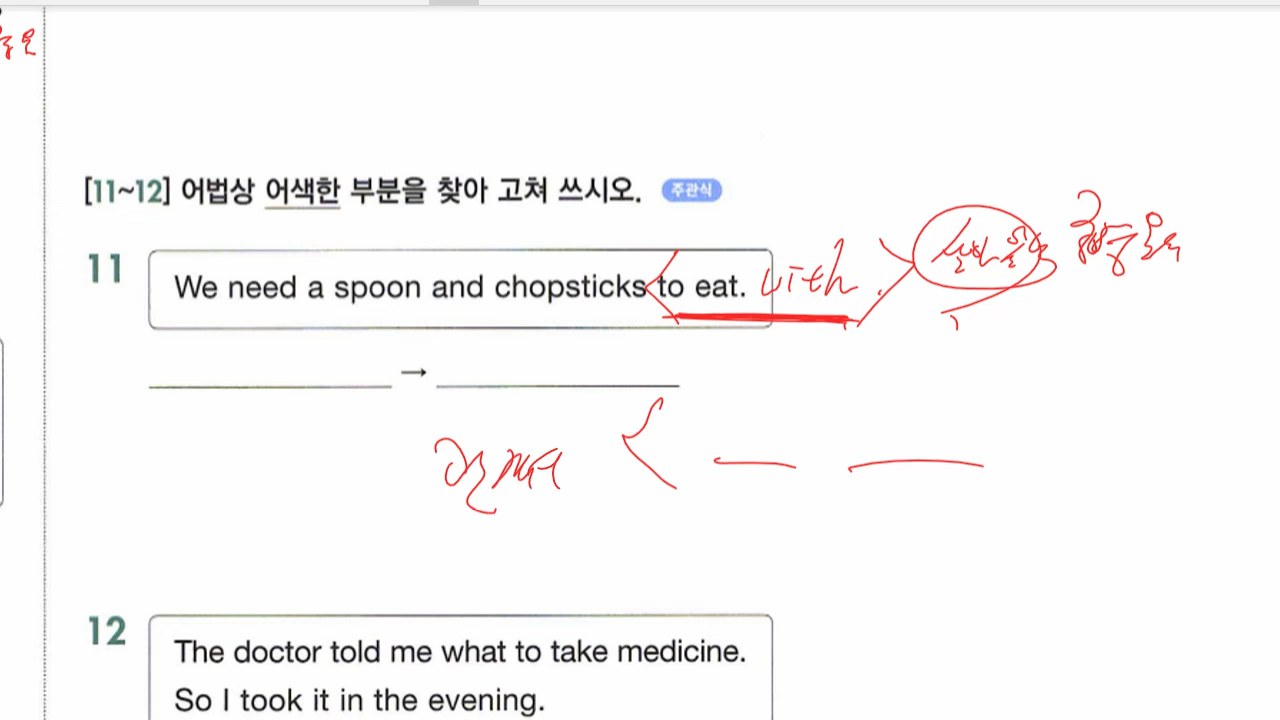 [11~12] 어법상 어색한 부분을 찾아 고쳐 쓰시오. 주관식
11
We need a spoon and chopsticks to eat. with
→
12
The doctor told me what to take medicine.
So I took it in the evening.